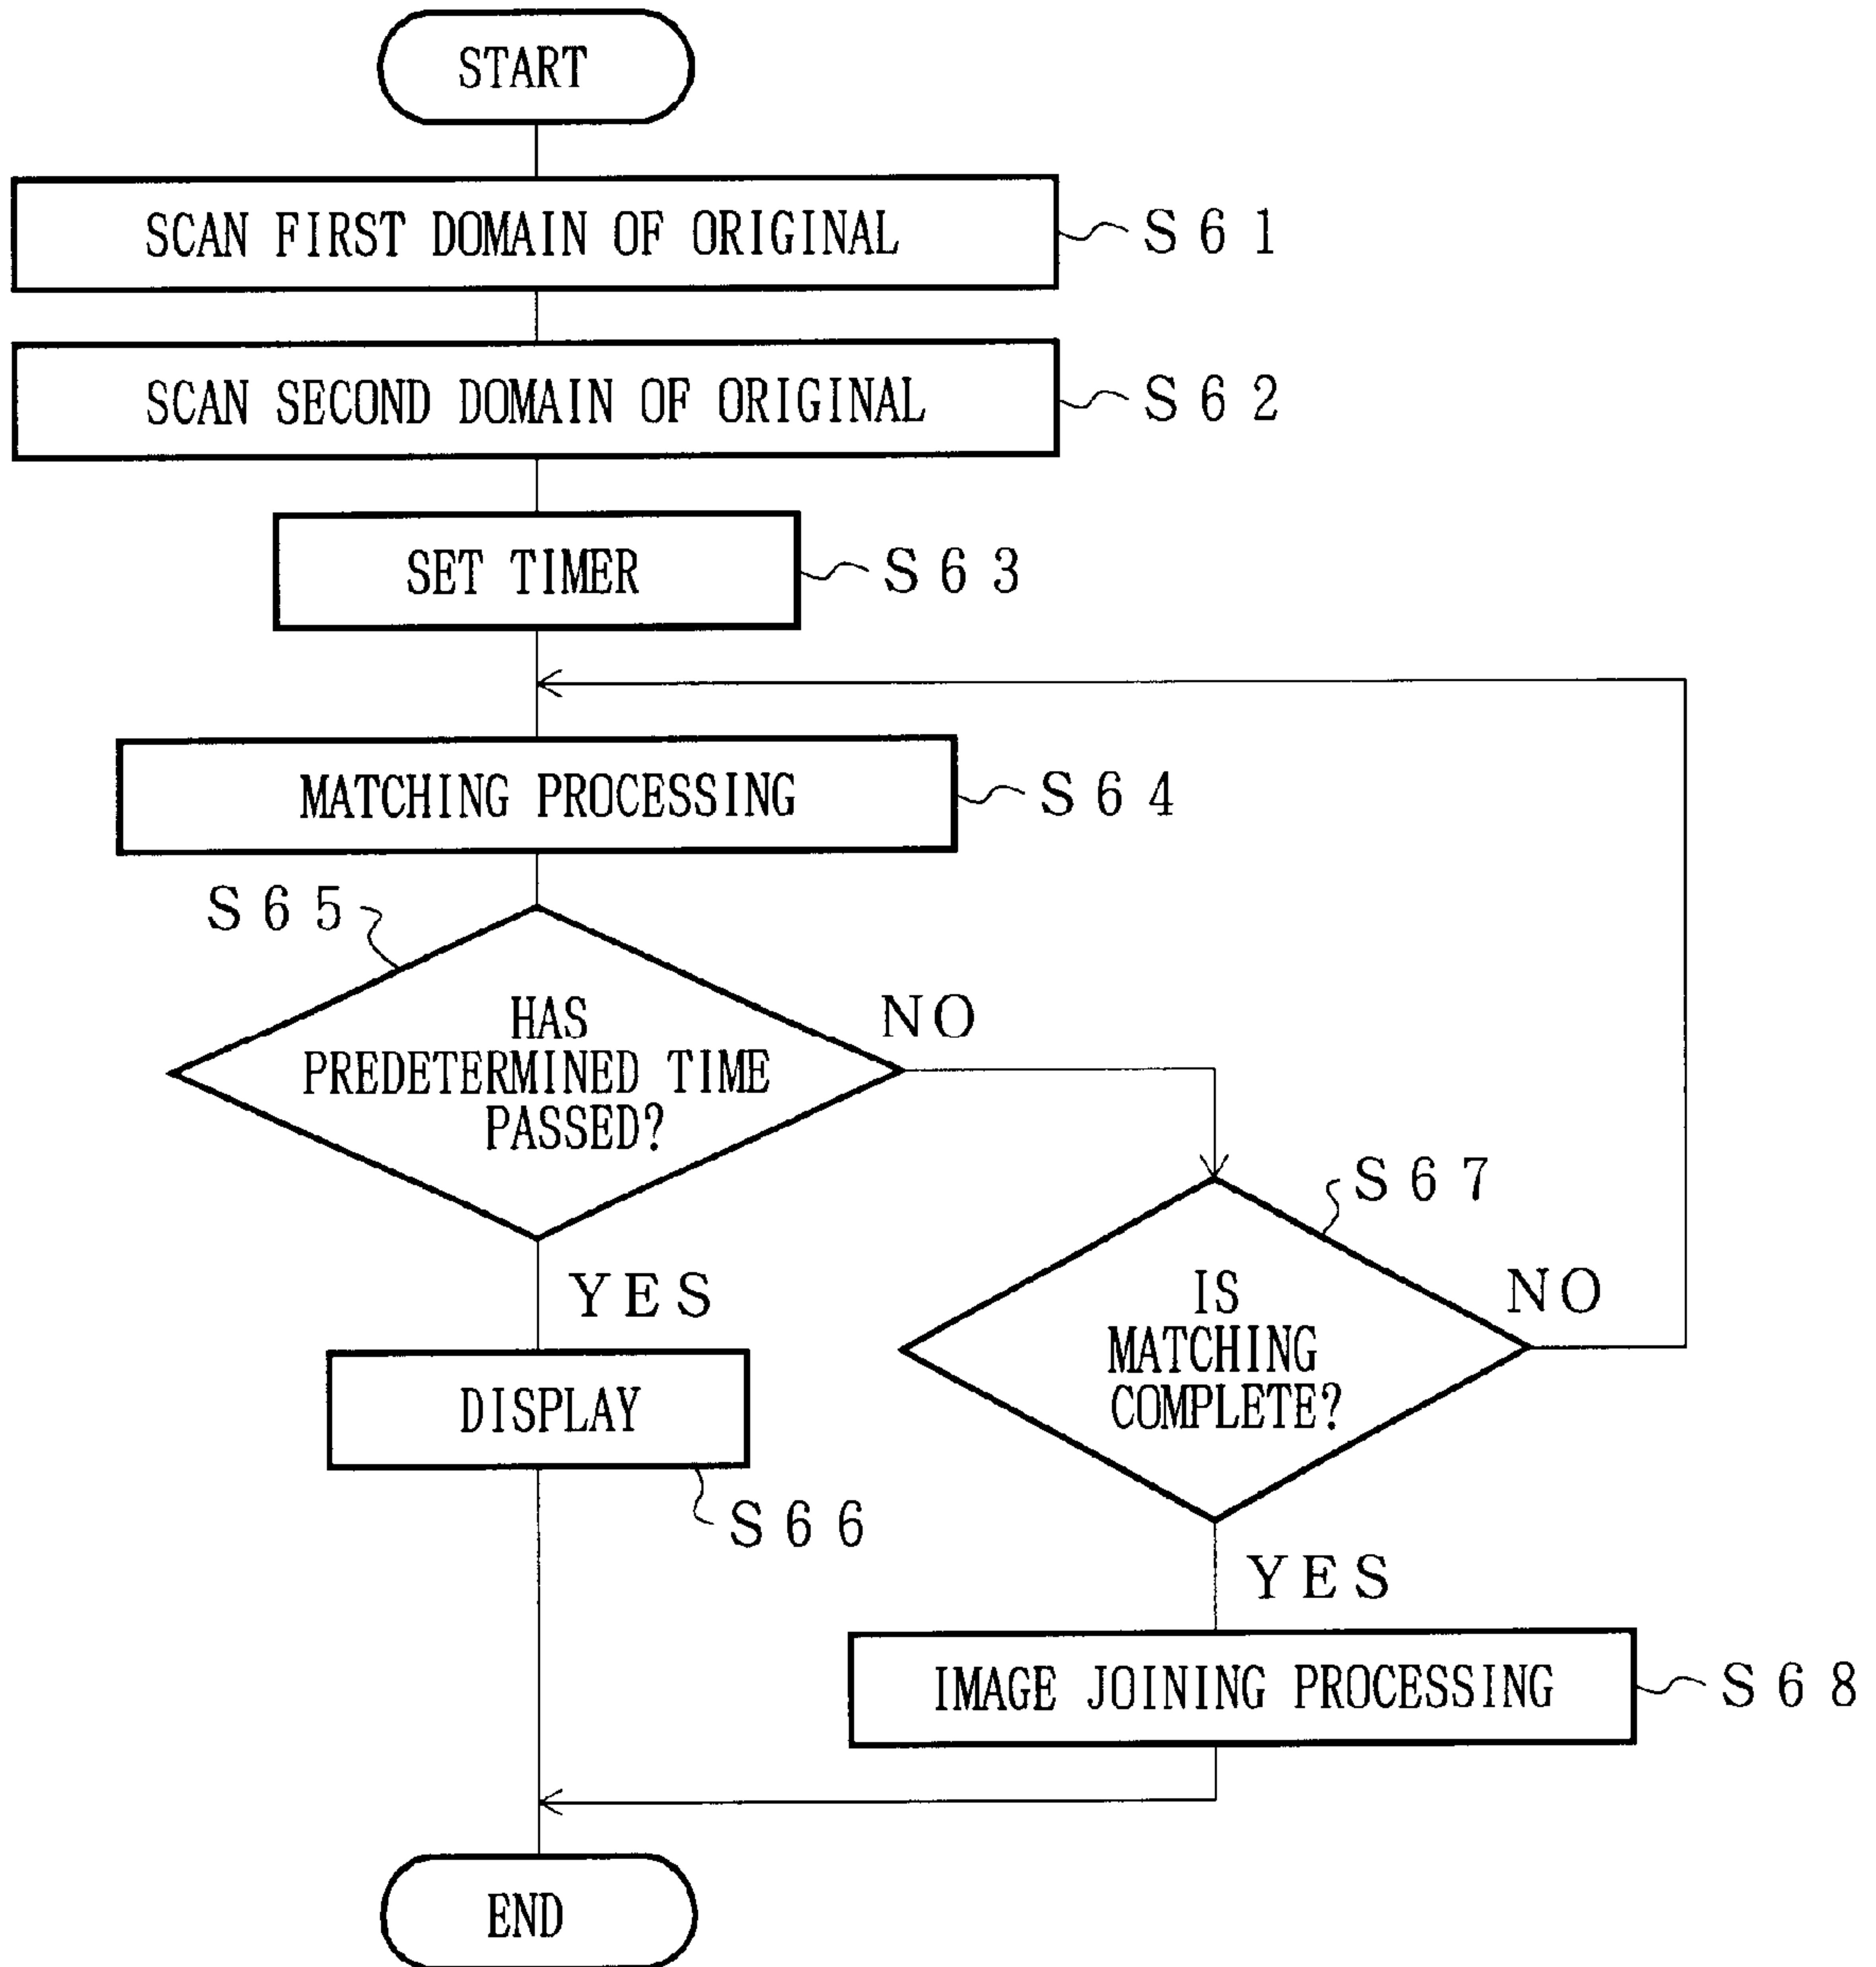 START
SCAN FIRST DOMAIN OF ORIGINAL
S61
SCAN SECOND DOMAIN OF ORIGINAL
S62
SET TIMER
S63
MATCHING PROCESSING
S64
S65
HAS
PREDETERMINED TIME
PASSED?
NO
YES
S67
IS
MATCHING
COMPLETE?
NO
DISPLAY
S66
YES
IMAGE JOINING PROCESSING
S68
END